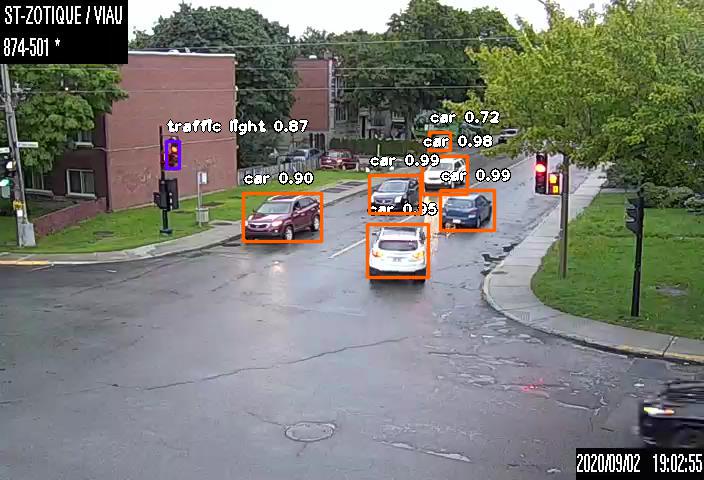 ST-ZOTIQUE / VIAU
874-501 *
traffic light 0.87
car 0.72
car 0.98
car 0.99
car 0.99
car 0.90
car 0.95
2020/09/02 19:02:55